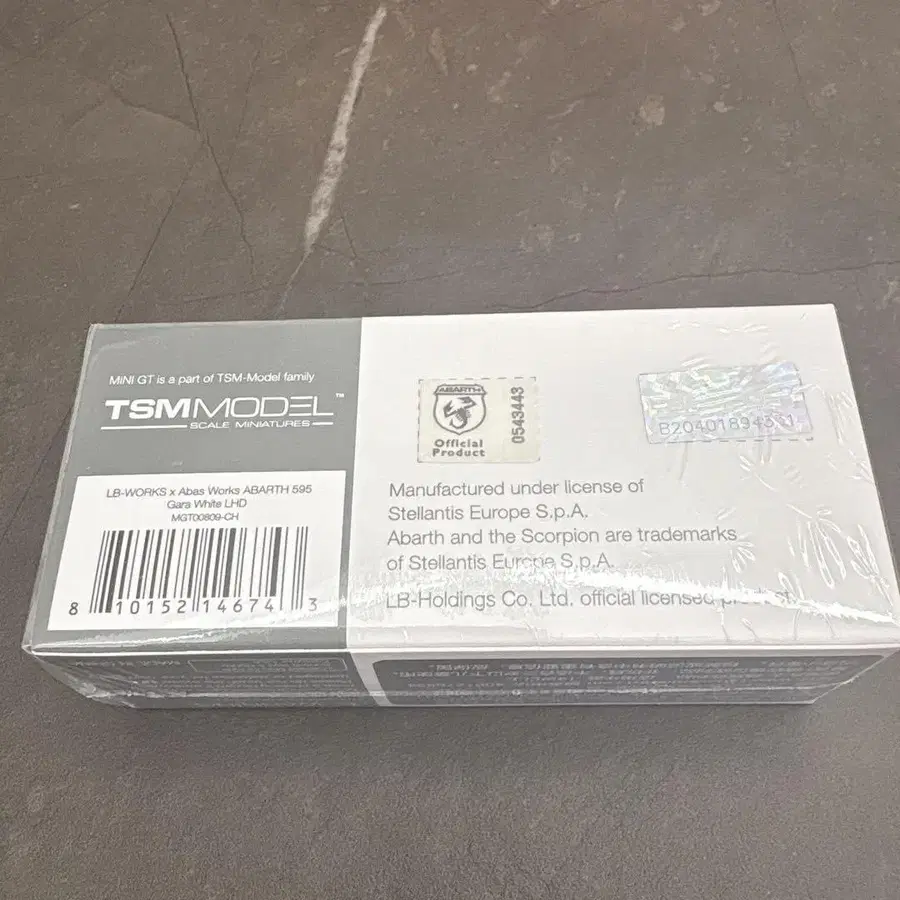 MINI GT is a part of TSM-Model family
TSMMODEL™
SCALE MINIATURES
LB-WORKS x Abas Works ABARTH 595
Gara White LHD
MGT00809-CH
8 10152 14674 3
ABARTH
Official
Product
0543443
Manufactured under license of
Stellantis Europe S.p.A.
Abarth and the Scorpion are trademarks
of Stellantis Europe S.p.A.
LB-Holdings Co. Ltd. official licensed product